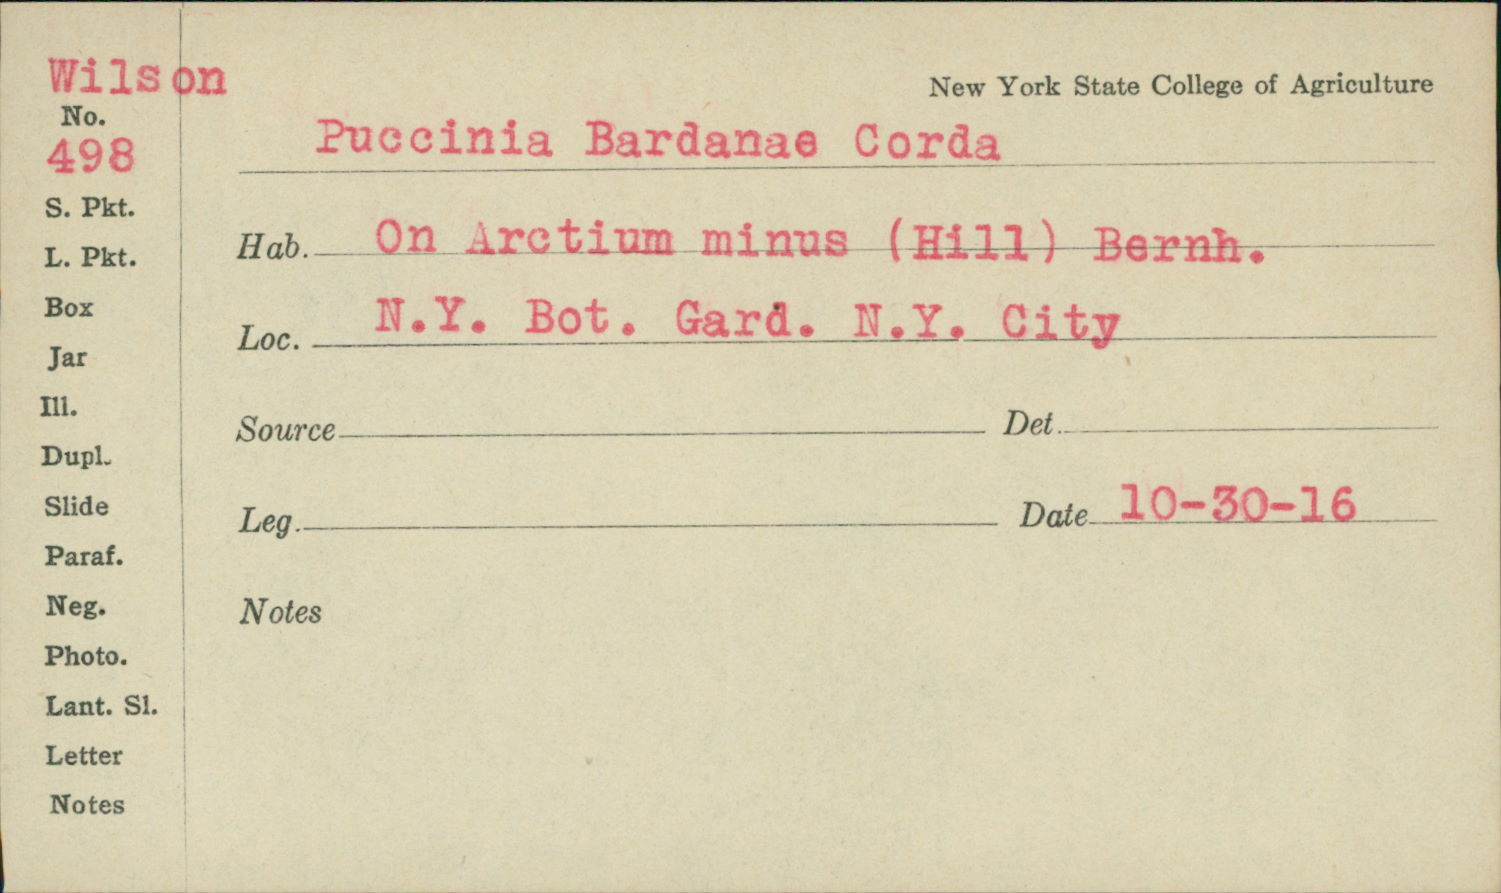 Wilson
New York State College of Agriculture
No.
498
Puccinia Bardanae Corda
S. Pkt.
Hab. On Arctium minus (Hill) Bernh.
L. Pkt.
Box
Loc. N.Y. Bot. Gard. N.Y. City
Jar
Ill.
Source Det.
Dupl.
Slide
Leg. Date 10-30-16
Paraf.
Neg.
Notes
Photo.
Lant. Sl.
Letter
Notes